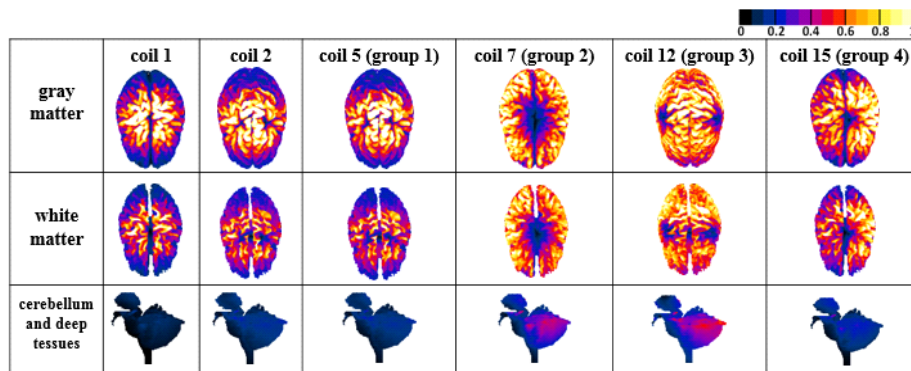 0 0.2 0.4 0.6 0.8
coil 1 coil 2 coil 5 (group 1) coil 7 (group 2) coil 12 (group 3) coil 15 (group 4)
gray
matter
white
matter
cerebellum
and deep
tessues